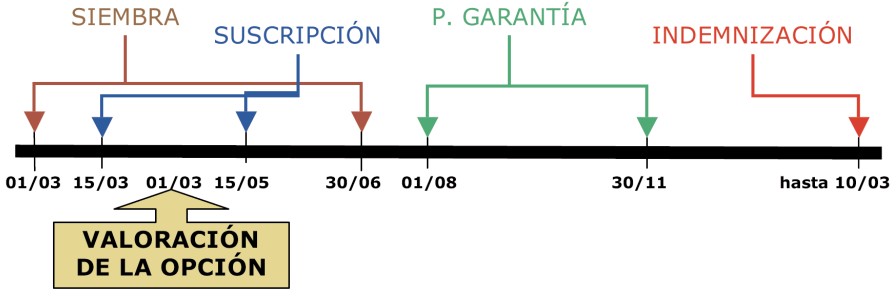 SIEMBRA
SUSCRIPCIÓN
P. GARANTÍA
INDEMNIZACIÓN
01/03
15/03
01/03
15/05
30/06
01/08
30/11
hasta 10/03
VALORACIÓN
DE LA OPCIÓN